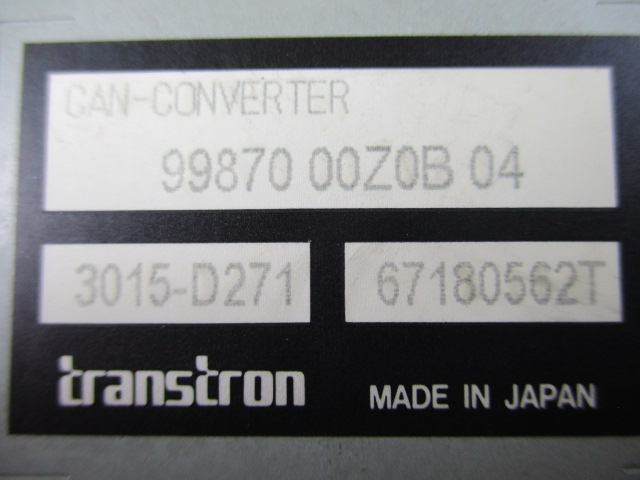 CAN-CONVERTER
99870 00Z0B 04
3015-D271 67180562T
transtron MADE IN JAPAN